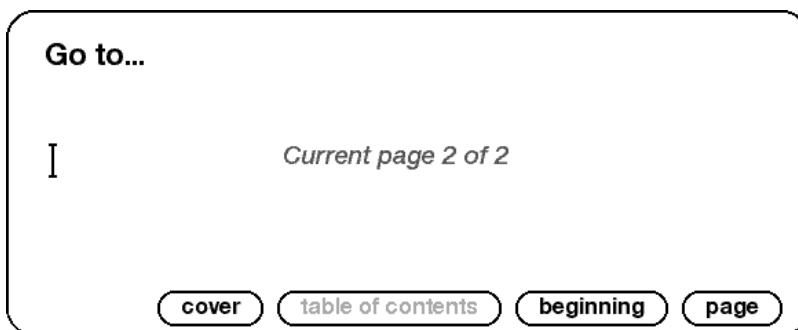 Go to...
Current page 2 of 2
cover table of contents beginning page